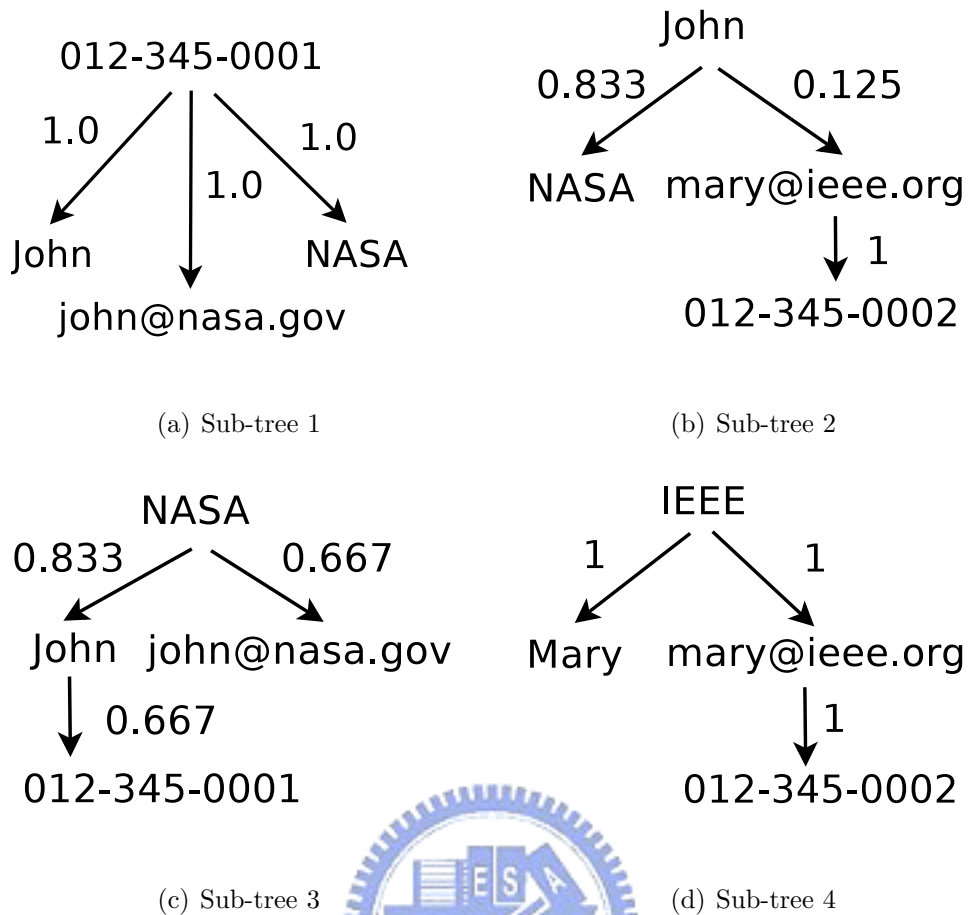 012-345-0001
1.0
1.0
1.0
John
NASA
john@nasa.gov
(a) Sub-tree 1
John
0.833
0.125
NASA
mary@ieee.org
1
012-345-0002
(b) Sub-tree 2
NASA
0.833
0.667
John
john@nasa.gov
0.667
012-345-0001
(c) Sub-tree 3
IEEE
1
1
Mary
mary@ieee.org
1
012-345-0002
(d) Sub-tree 4
E S A